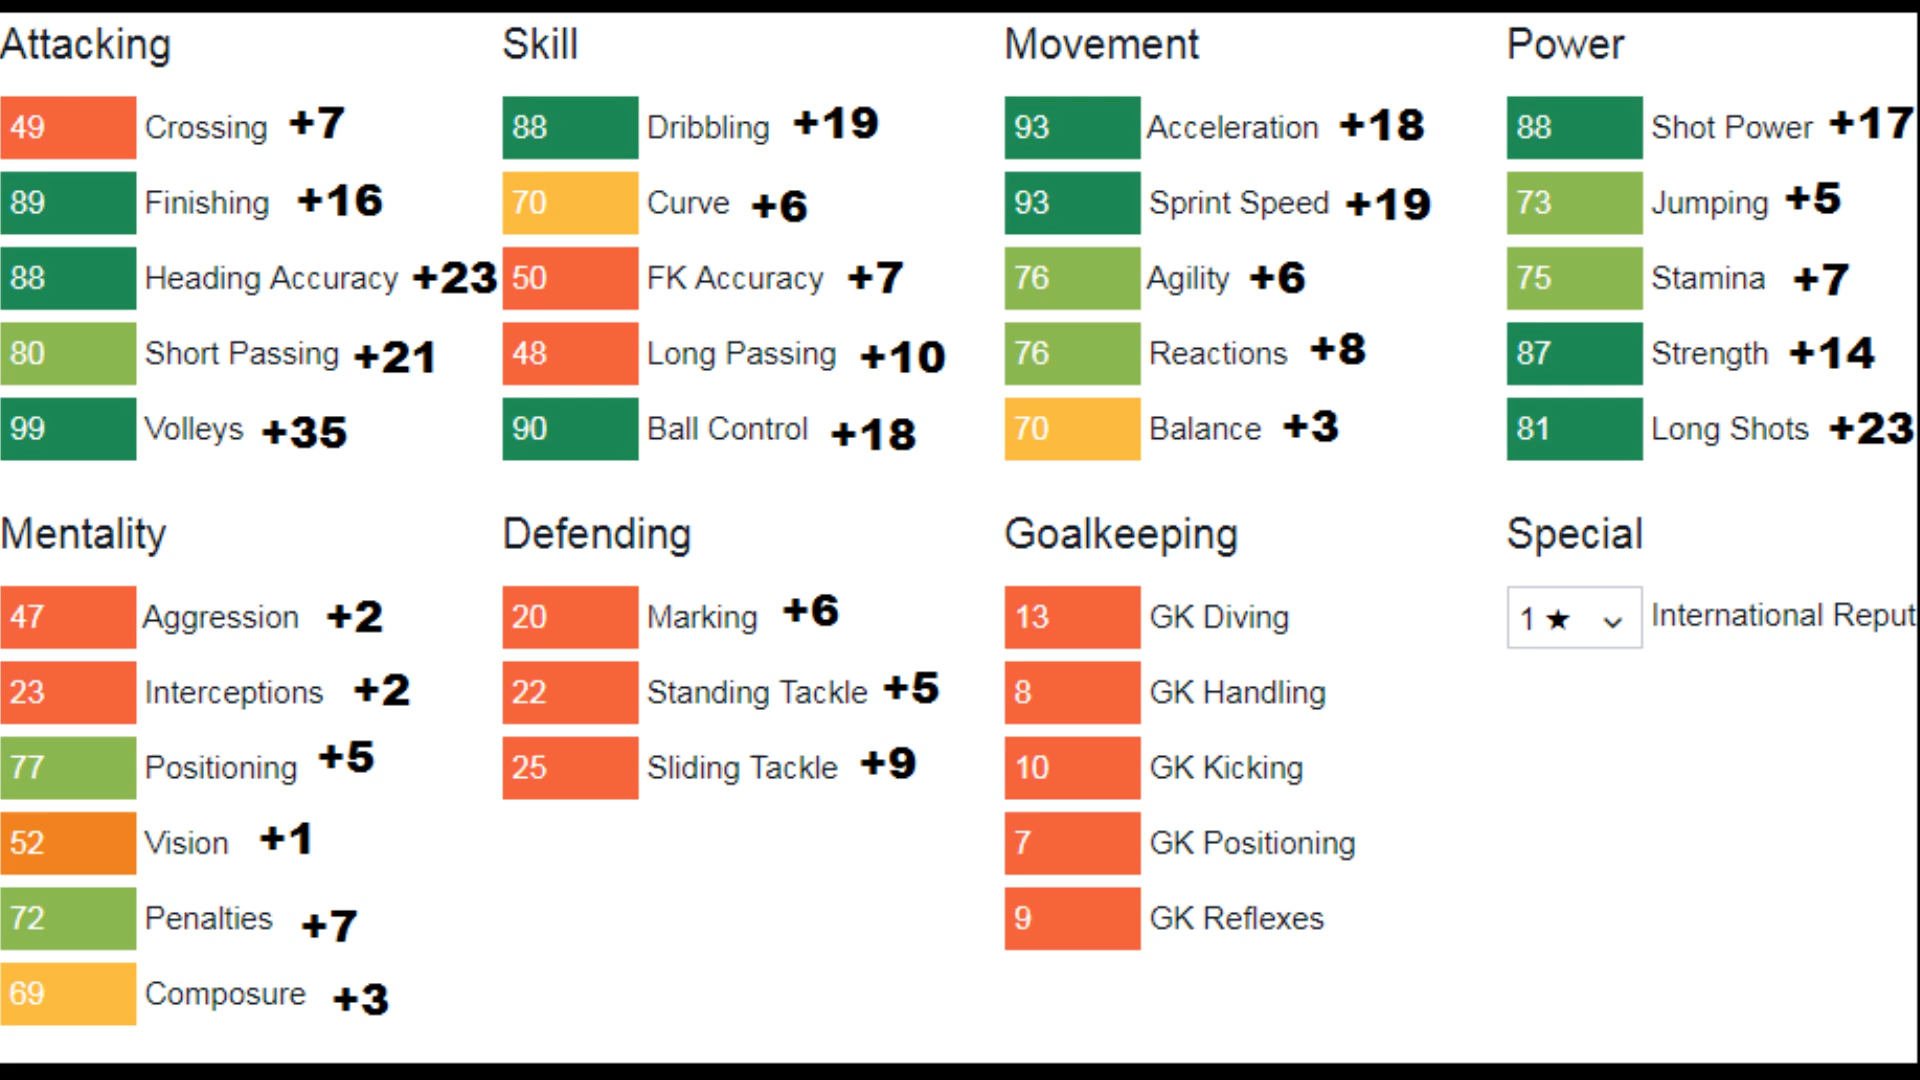 Attacking
49 Crossing +7
89 Finishing +16
88 Heading Accuracy +23
80 Short Passing +21
99 Volleys +35
Skill
88 Dribbling +19
70 Curve +6
50 FK Accuracy +7
48 Long Passing +10
90 Ball Control +18
Movement
93 Acceleration +18
93 Sprint Speed +19
76 Agility +6
76 Reactions +8
70 Balance +3
Power
88 Shot Power +17
73 Jumping +5
75 Stamina +7
87 Strength +14
81 Long Shots +23
Mentality
47 Aggression +2
23 Interceptions +2
77 Positioning +5
52 Vision +1
72 Penalties +7
69 Composure +3
Defending
20 Marking +6
22 Standing Tackle +5
25 Sliding Tackle +9
Goalkeeping
13 GK Diving
8 GK Handling
10 GK Kicking
7 GK Positioning
9 GK Reflexes
Special
1 ★ International Reput